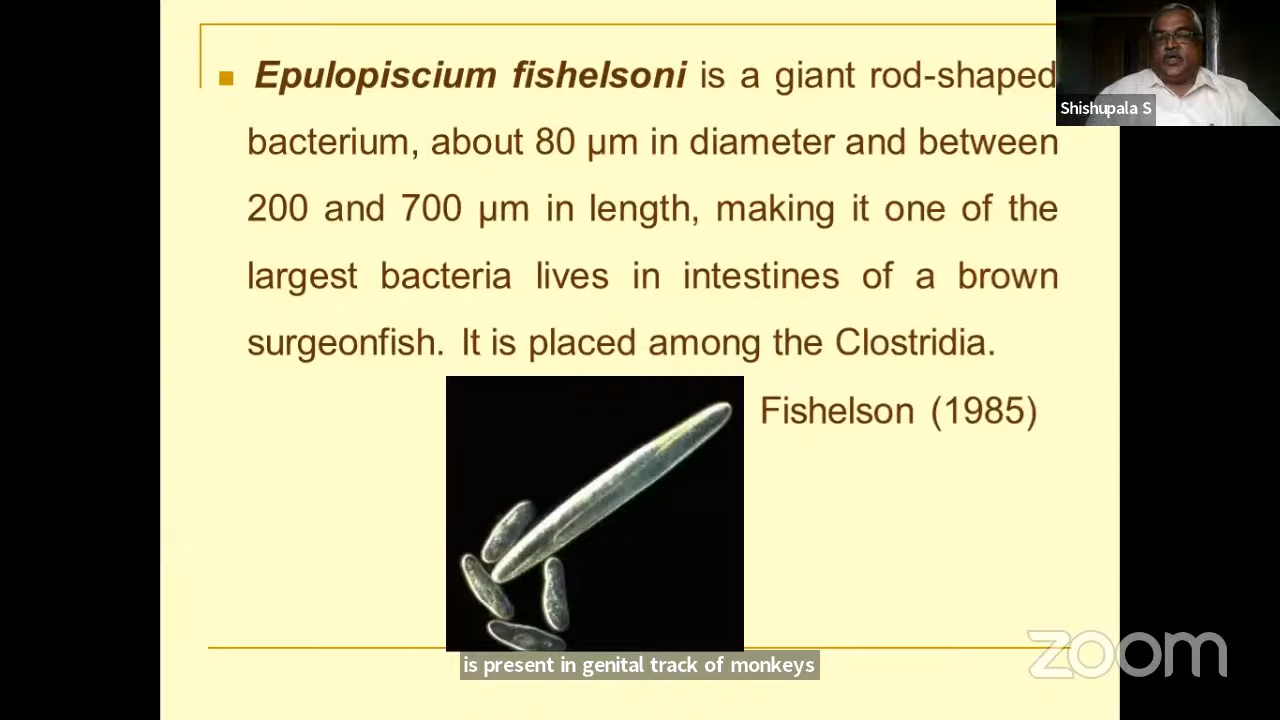 Epulopiscium fishelsoni is a giant rod-shaped
bacterium, about 80 µm in diameter and between
200 and 700 µm in length, making it one of the
largest bacteria lives in intestines of a brown
surgeonfish. It is placed among the Clostridia.
Fishelson (1985)
Shishupala S
is present in genital track of monkeys
zoom